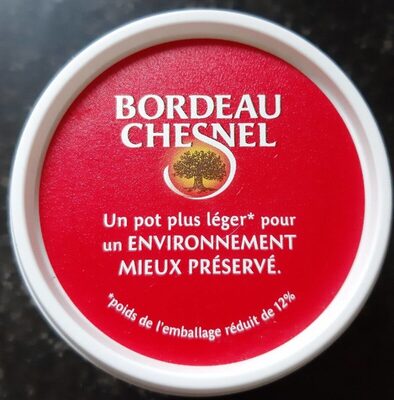 BORDEAU
CHESNEL
Un pot plus léger* pour
un ENVIRONNEMENT
MIEUX PRÉSERVÉ.
*poids de l'emballage réduit de 12%